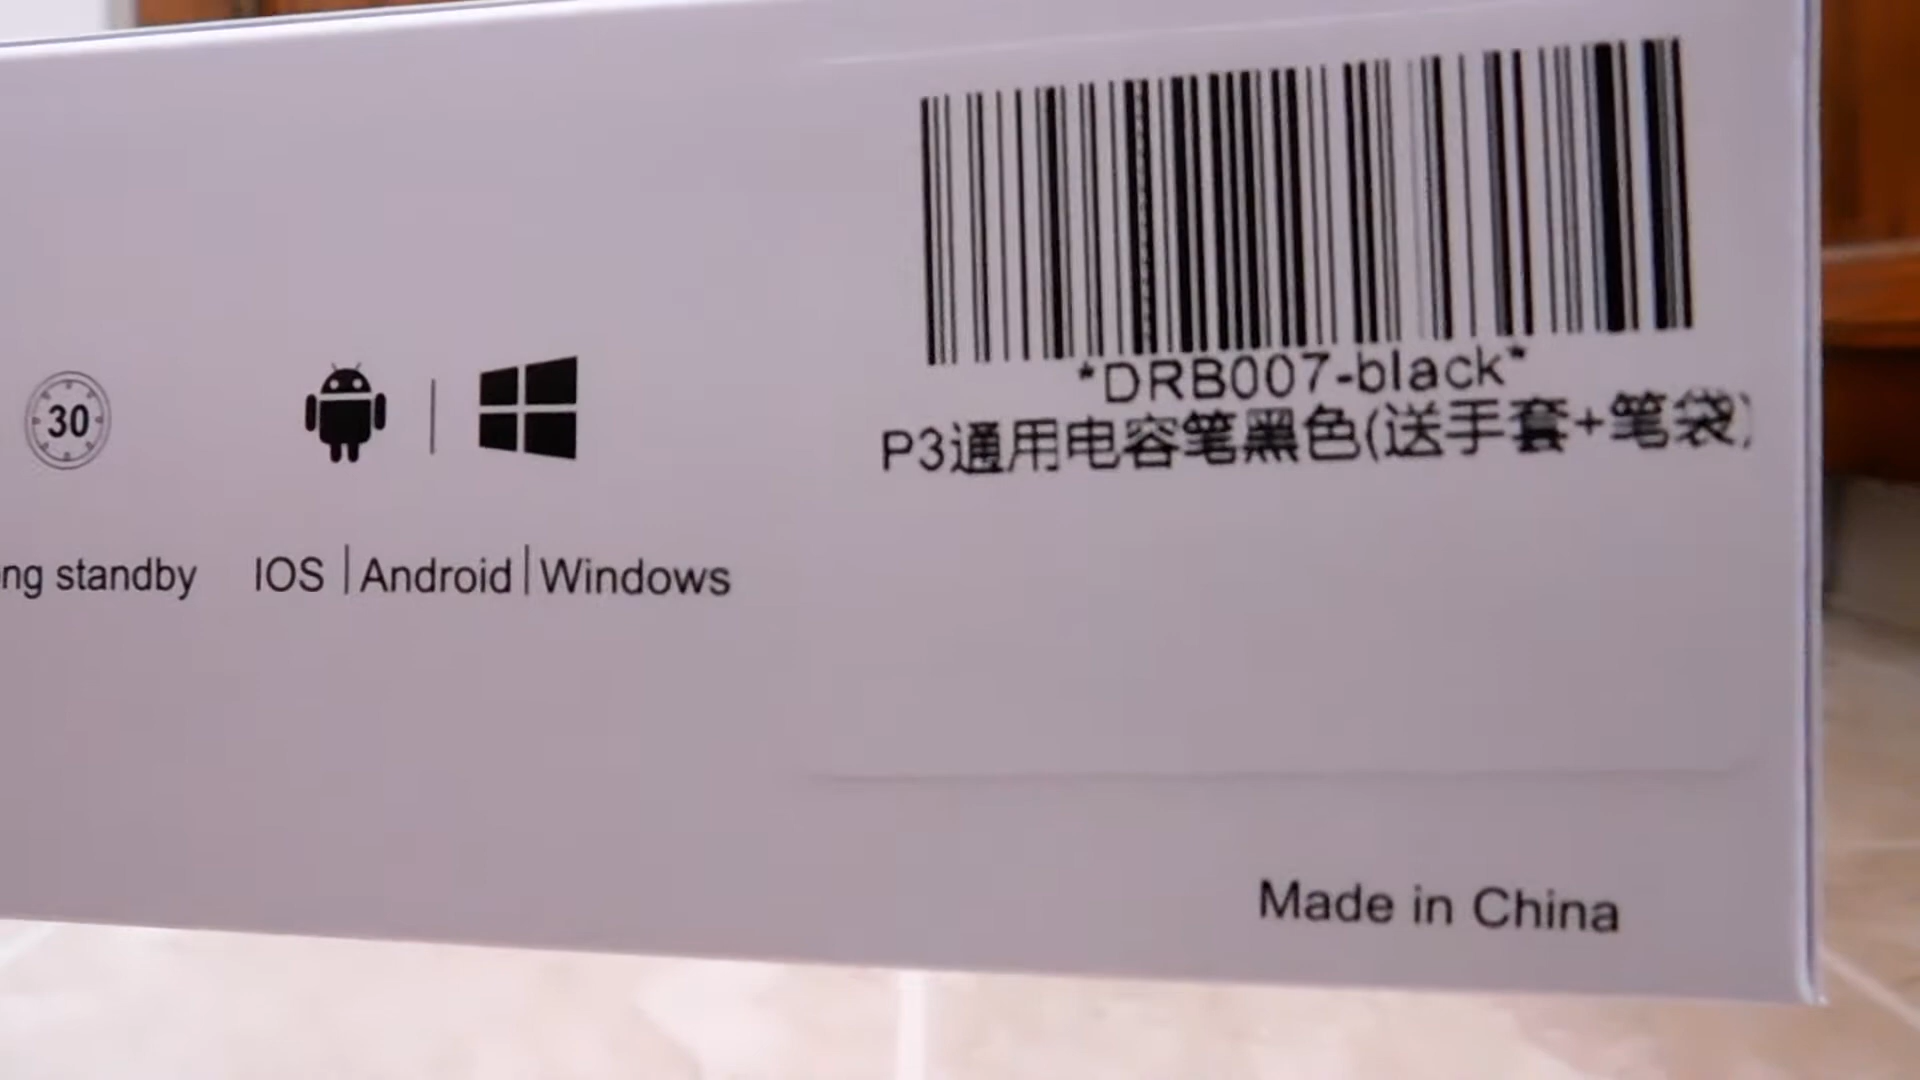 *DRB007-black*
P3通用电容笔黑色(送手套+笔袋)
30
ng standby
IOS | Android | Windows
Made in China